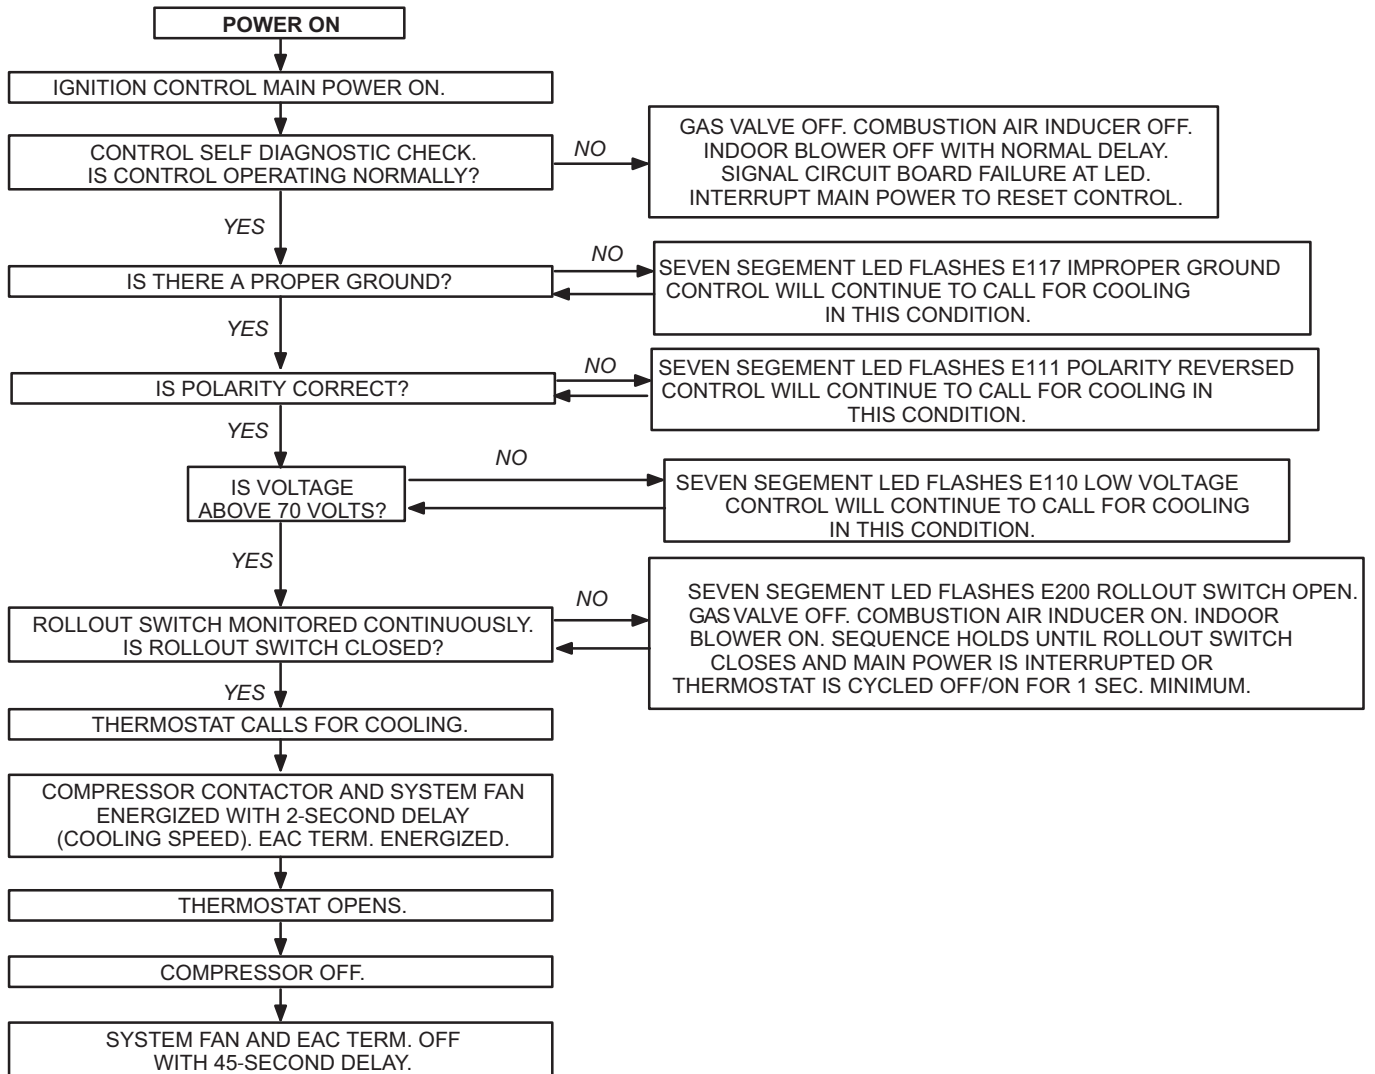 POWER ON
IGNITION CONTROL MAIN POWER ON.
CONTROL SELF DIAGNOSTIC CHECK.
IS CONTROL OPERATING NORMALLY?
NO
GAS VALVE OFF. COMBUSTION AIR INDUCER OFF.
INDOOR BLOWER OFF WITH NORMAL DELAY.
SIGNAL CIRCUIT BOARD FAILURE AT LED.
INTERRUPT MAIN POWER TO RESET CONTROL.
YES
IS THERE A PROPER GROUND?
NO
SEVEN SEGEMENT LED FLASHES E117 IMPROPER GROUND
CONTROL WILL CONTINUE TO CALL FOR COOLING
IN THIS CONDITION.
YES
IS POLARITY CORRECT?
NO
SEVEN SEGEMENT LED FLASHES E111 POLARITY REVERSED
CONTROL WILL CONTINUE TO CALL FOR COOLING IN
THIS CONDITION.
YES
IS VOLTAGE
ABOVE 70 VOLTS?
NO
SEVEN SEGEMENT LED FLASHES E110 LOW VOLTAGE
CONTROL WILL CONTINUE TO CALL FOR COOLING
IN THIS CONDITION.
YES
ROLLOUT SWITCH MONITORED CONTINUOUSLY.
IS ROLLOUT SWITCH CLOSED?
NO
SEVEN SEGEMENT LED FLASHES E200 ROLLOUT SWITCH OPEN.
GAS VALVE OFF. COMBUSTION AIR INDUCER ON. INDOOR
BLOWER ON. SEQUENCE HOLDS UNTIL ROLLOUT SWITCH
CLOSES AND MAIN POWER IS INTERRUPTED OR
THERMOSTAT IS CYCLED OFF/ON FOR 1 SEC. MINIMUM.
YES
THERMOSTAT CALLS FOR COOLING.
COMPRESSOR CONTACTOR AND SYSTEM FAN
ENERGIZED WITH 2-SECOND DELAY
(COOLING SPEED). EAC TERM. ENERGIZED.
THERMOSTAT OPENS.
COMPRESSOR OFF.
SYSTEM FAN AND EAC TERM. OFF
WITH 45-SECOND DELAY.